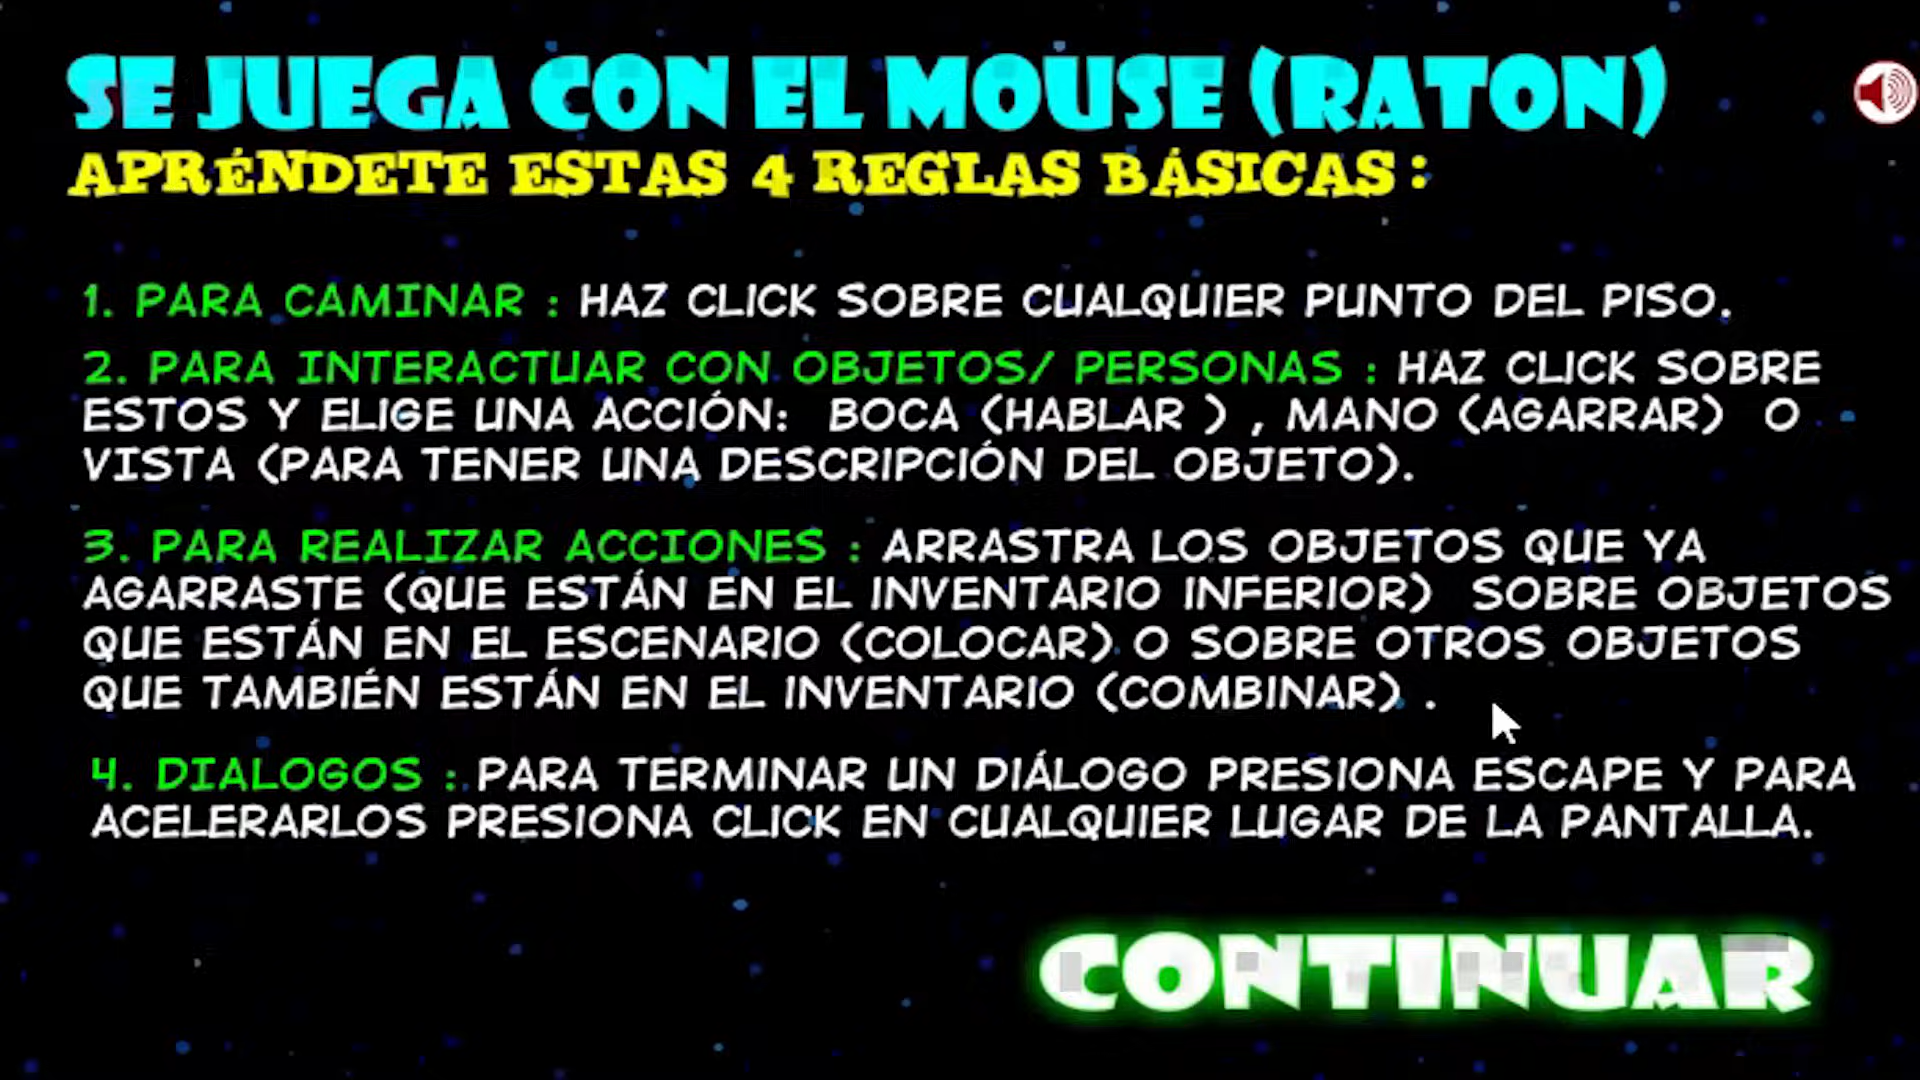 SE JUEGA CON EL MOUSE (RATON)
APRÉNDETE ESTAS 4 REGLAS BÁSICAS :
1. PARA CAMINAR : HAZ CLICK SOBRE CUALQUIER PUNTO DEL PISO.
2. PARA INTERACTUAR CON OBJETOS/ PERSONAS : HAZ CLICK SOBRE
ESTOS Y ELIGE UNA ACCIÓN: BOCA (HABLAR ) , MANO (AGARRAR) O
VISTA (PARA TENER UNA DESCRIPCIÓN DEL OBJETO).
3. PARA REALIZAR ACCIONES : ARRASTRA LOS OBJETOS QUE YA
AGARRASTE (QUE ESTÁN EN EL INVENTARIO INFERIOR) SOBRE OBJETOS
QUE ESTÁN EN EL ESCENARIO (COLOCAR) O SOBRE OTROS OBJETOS
QUE TAMBIÉN ESTÁN EN EL INVENTARIO (COMBINAR) .
4. DIALOGOS : PARA TERMINAR UN DIÁLOGO PRESIONA ESCAPE Y PARA
ACELERARLOS PRESIONA CLICK EN CUALQUIER LUGAR DE LA PANTALLA.
CONTINUAR